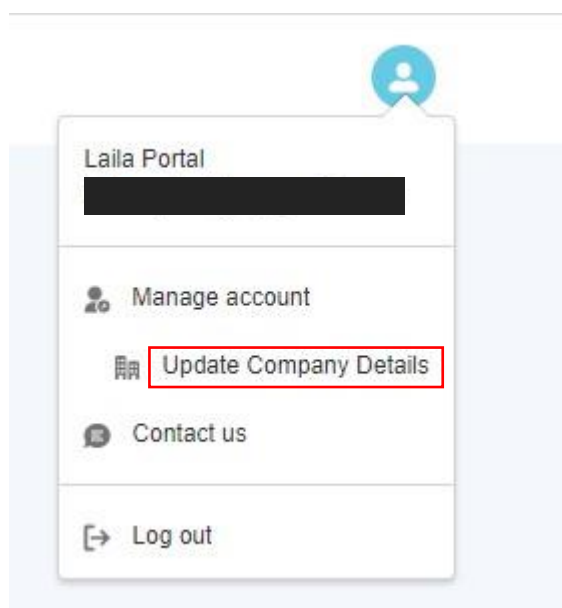 Laila Portal
Manage account
Update Company Details
Contact us
Log out